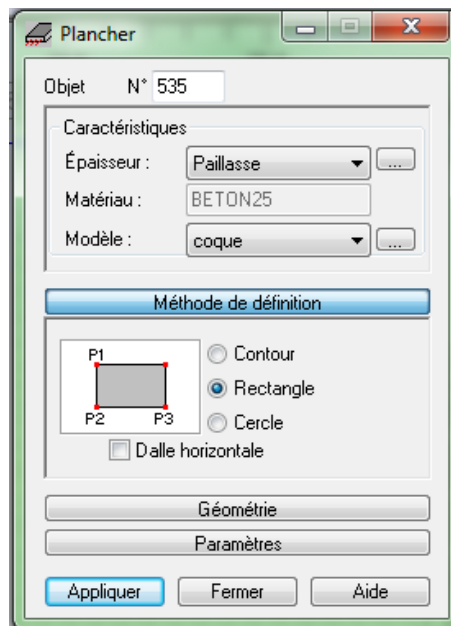 Plancher
Objet N° 535
Caractéristiques
Épaisseur : Paillasse ...
Matériau : BETON25
Modèle : coque ...
Méthode de définition
P1
P2 P3
Contour
Rectangle
Cercle
Dalle horizontale
Géométrie
Paramètres
Appliquer Fermer Aide